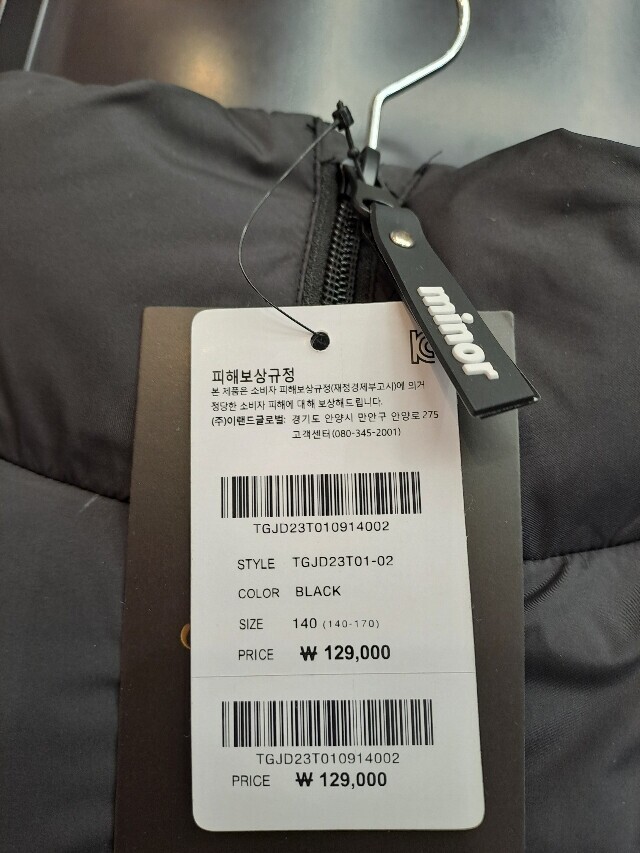 minor
피해보상규정
본 제품은 소비자 피해보상규정(재정경제부고시)에 의거
정당한 소비자 피해에 대해 보상해드립니다.
(주)이랜드글로벌: 경기도 안양시 만안구 안양로 275
고객센터(080-345-2001)
TGJD23T010914002
STYLE TGJD23T01-02
COLOR BLACK
SIZE 140 (140-170)
PRICE ₩ 129,000
TGJD23T010914002
PRICE ₩ 129,000